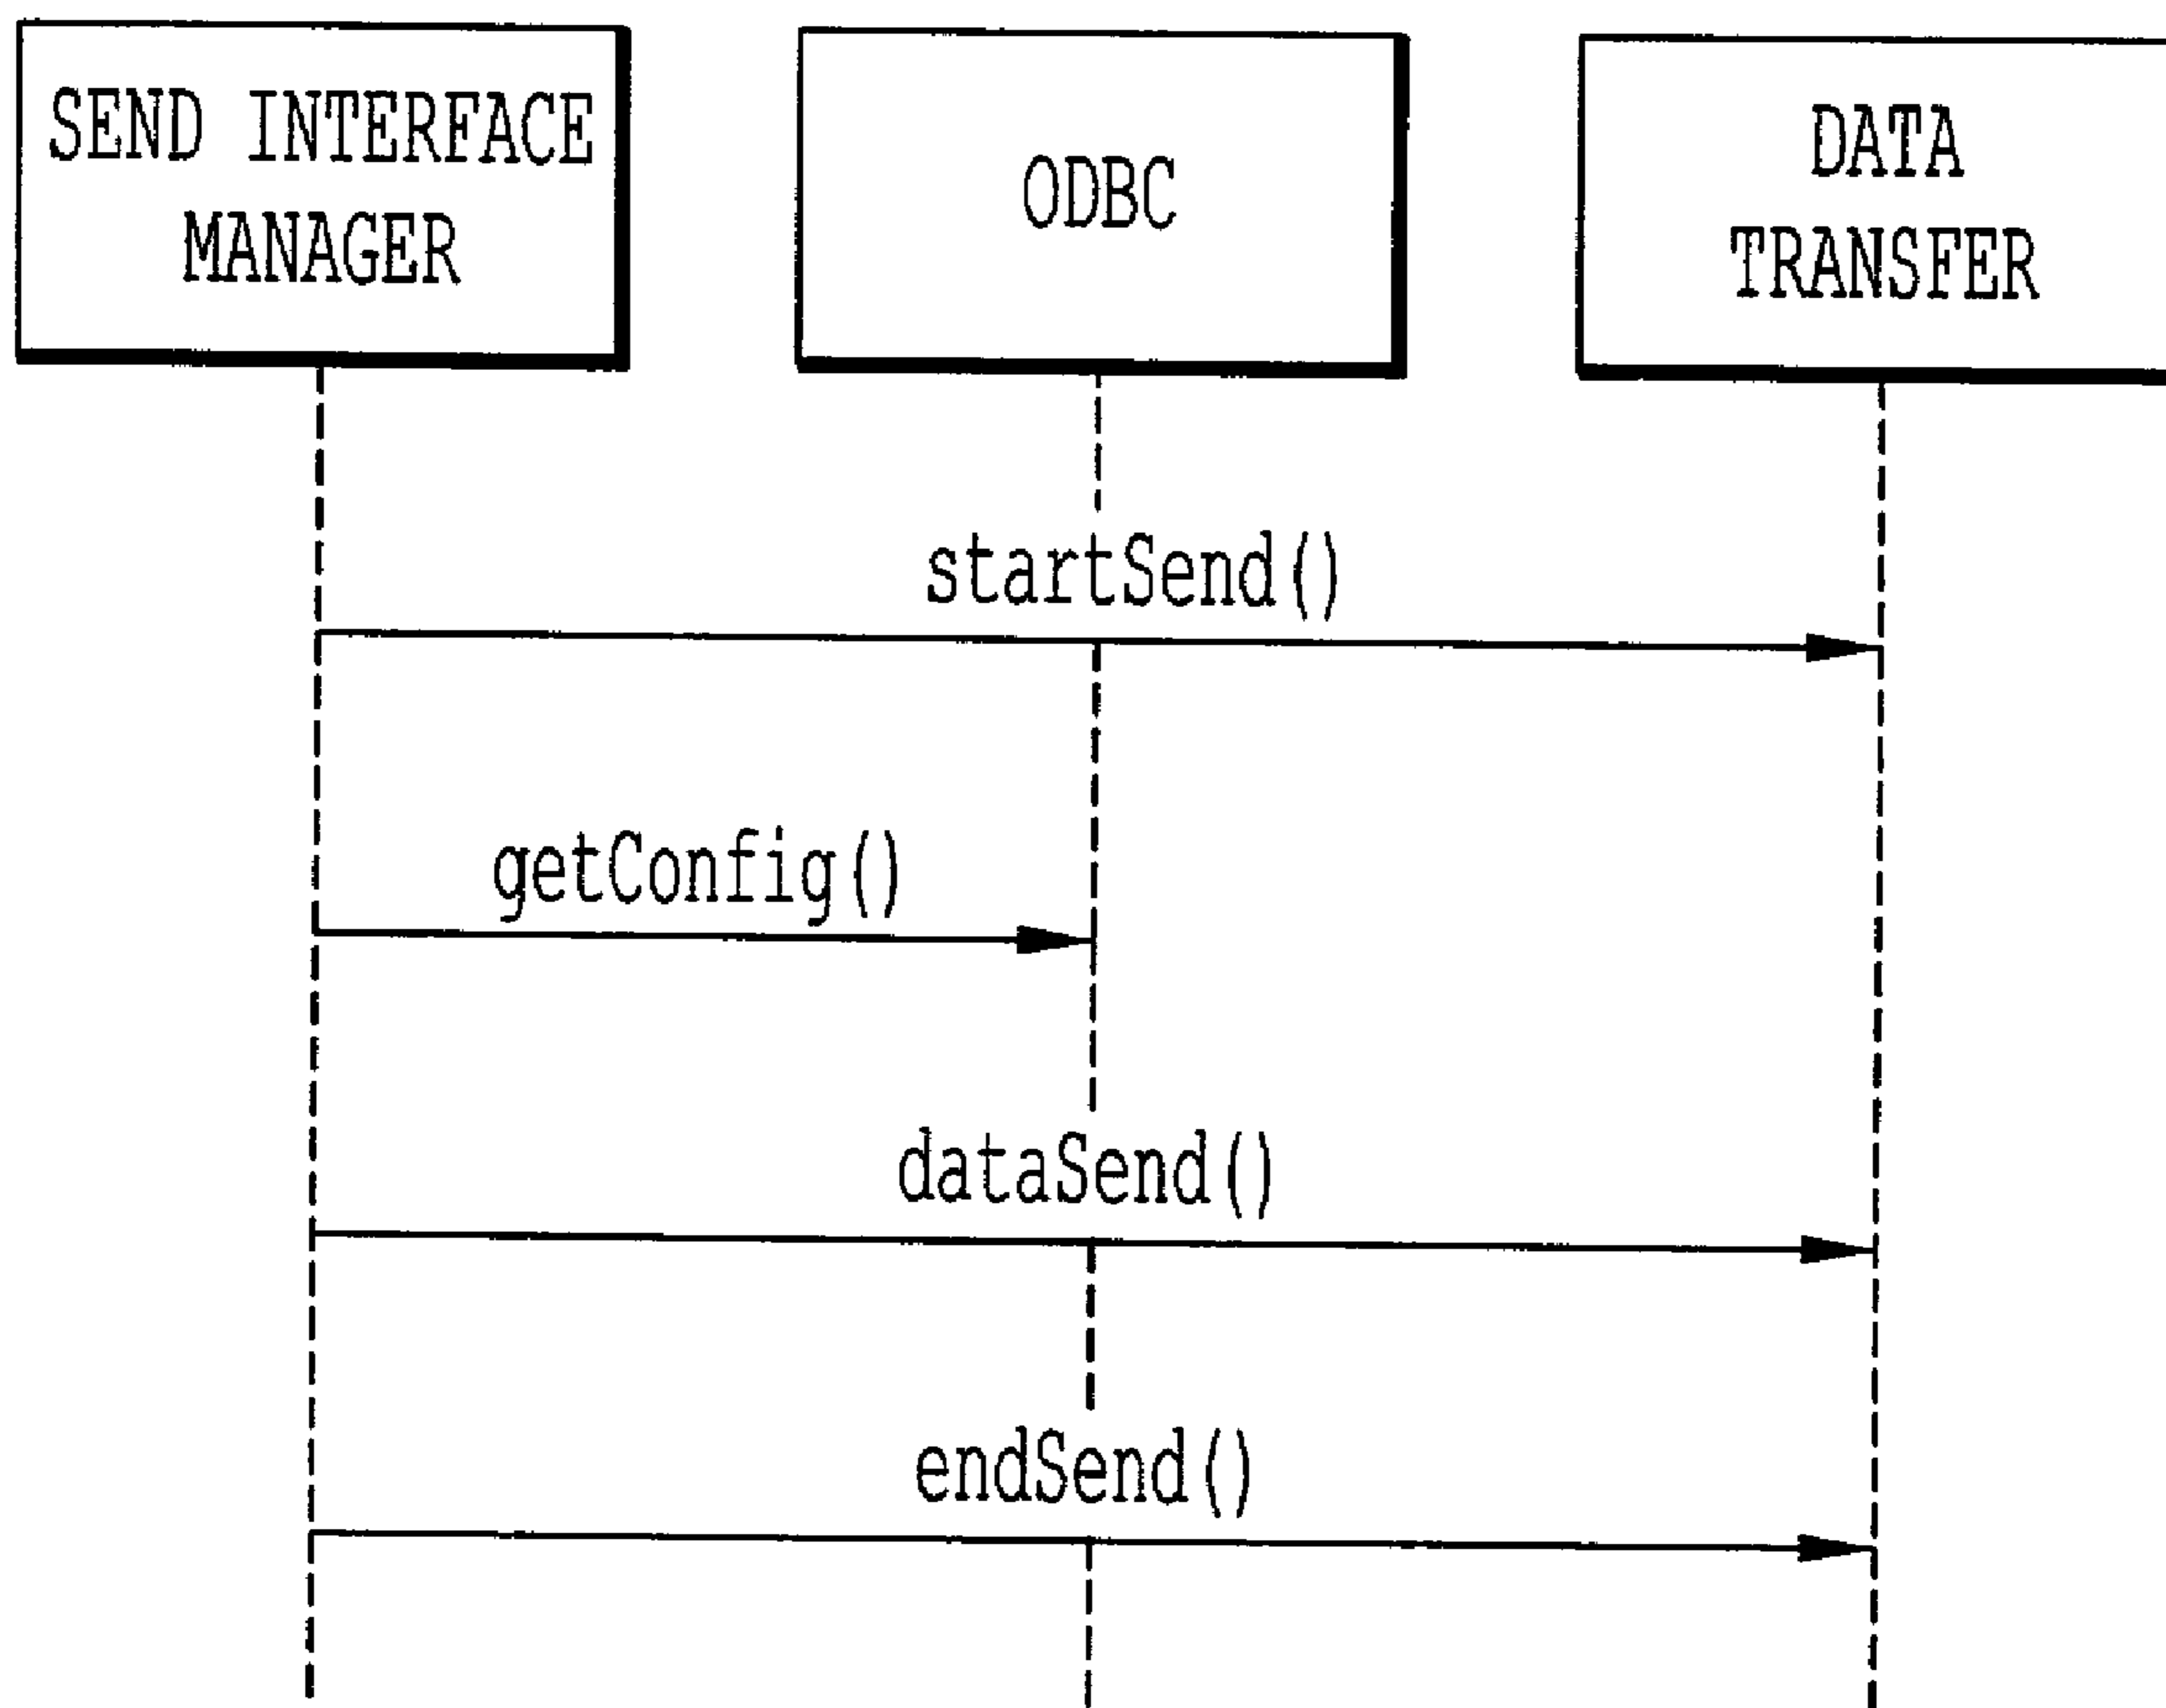 SEND INTERFACE
MANAGER
ODBC
DATA
TRANSFER
startSend()
getConfig()
dataSend()
endSend()